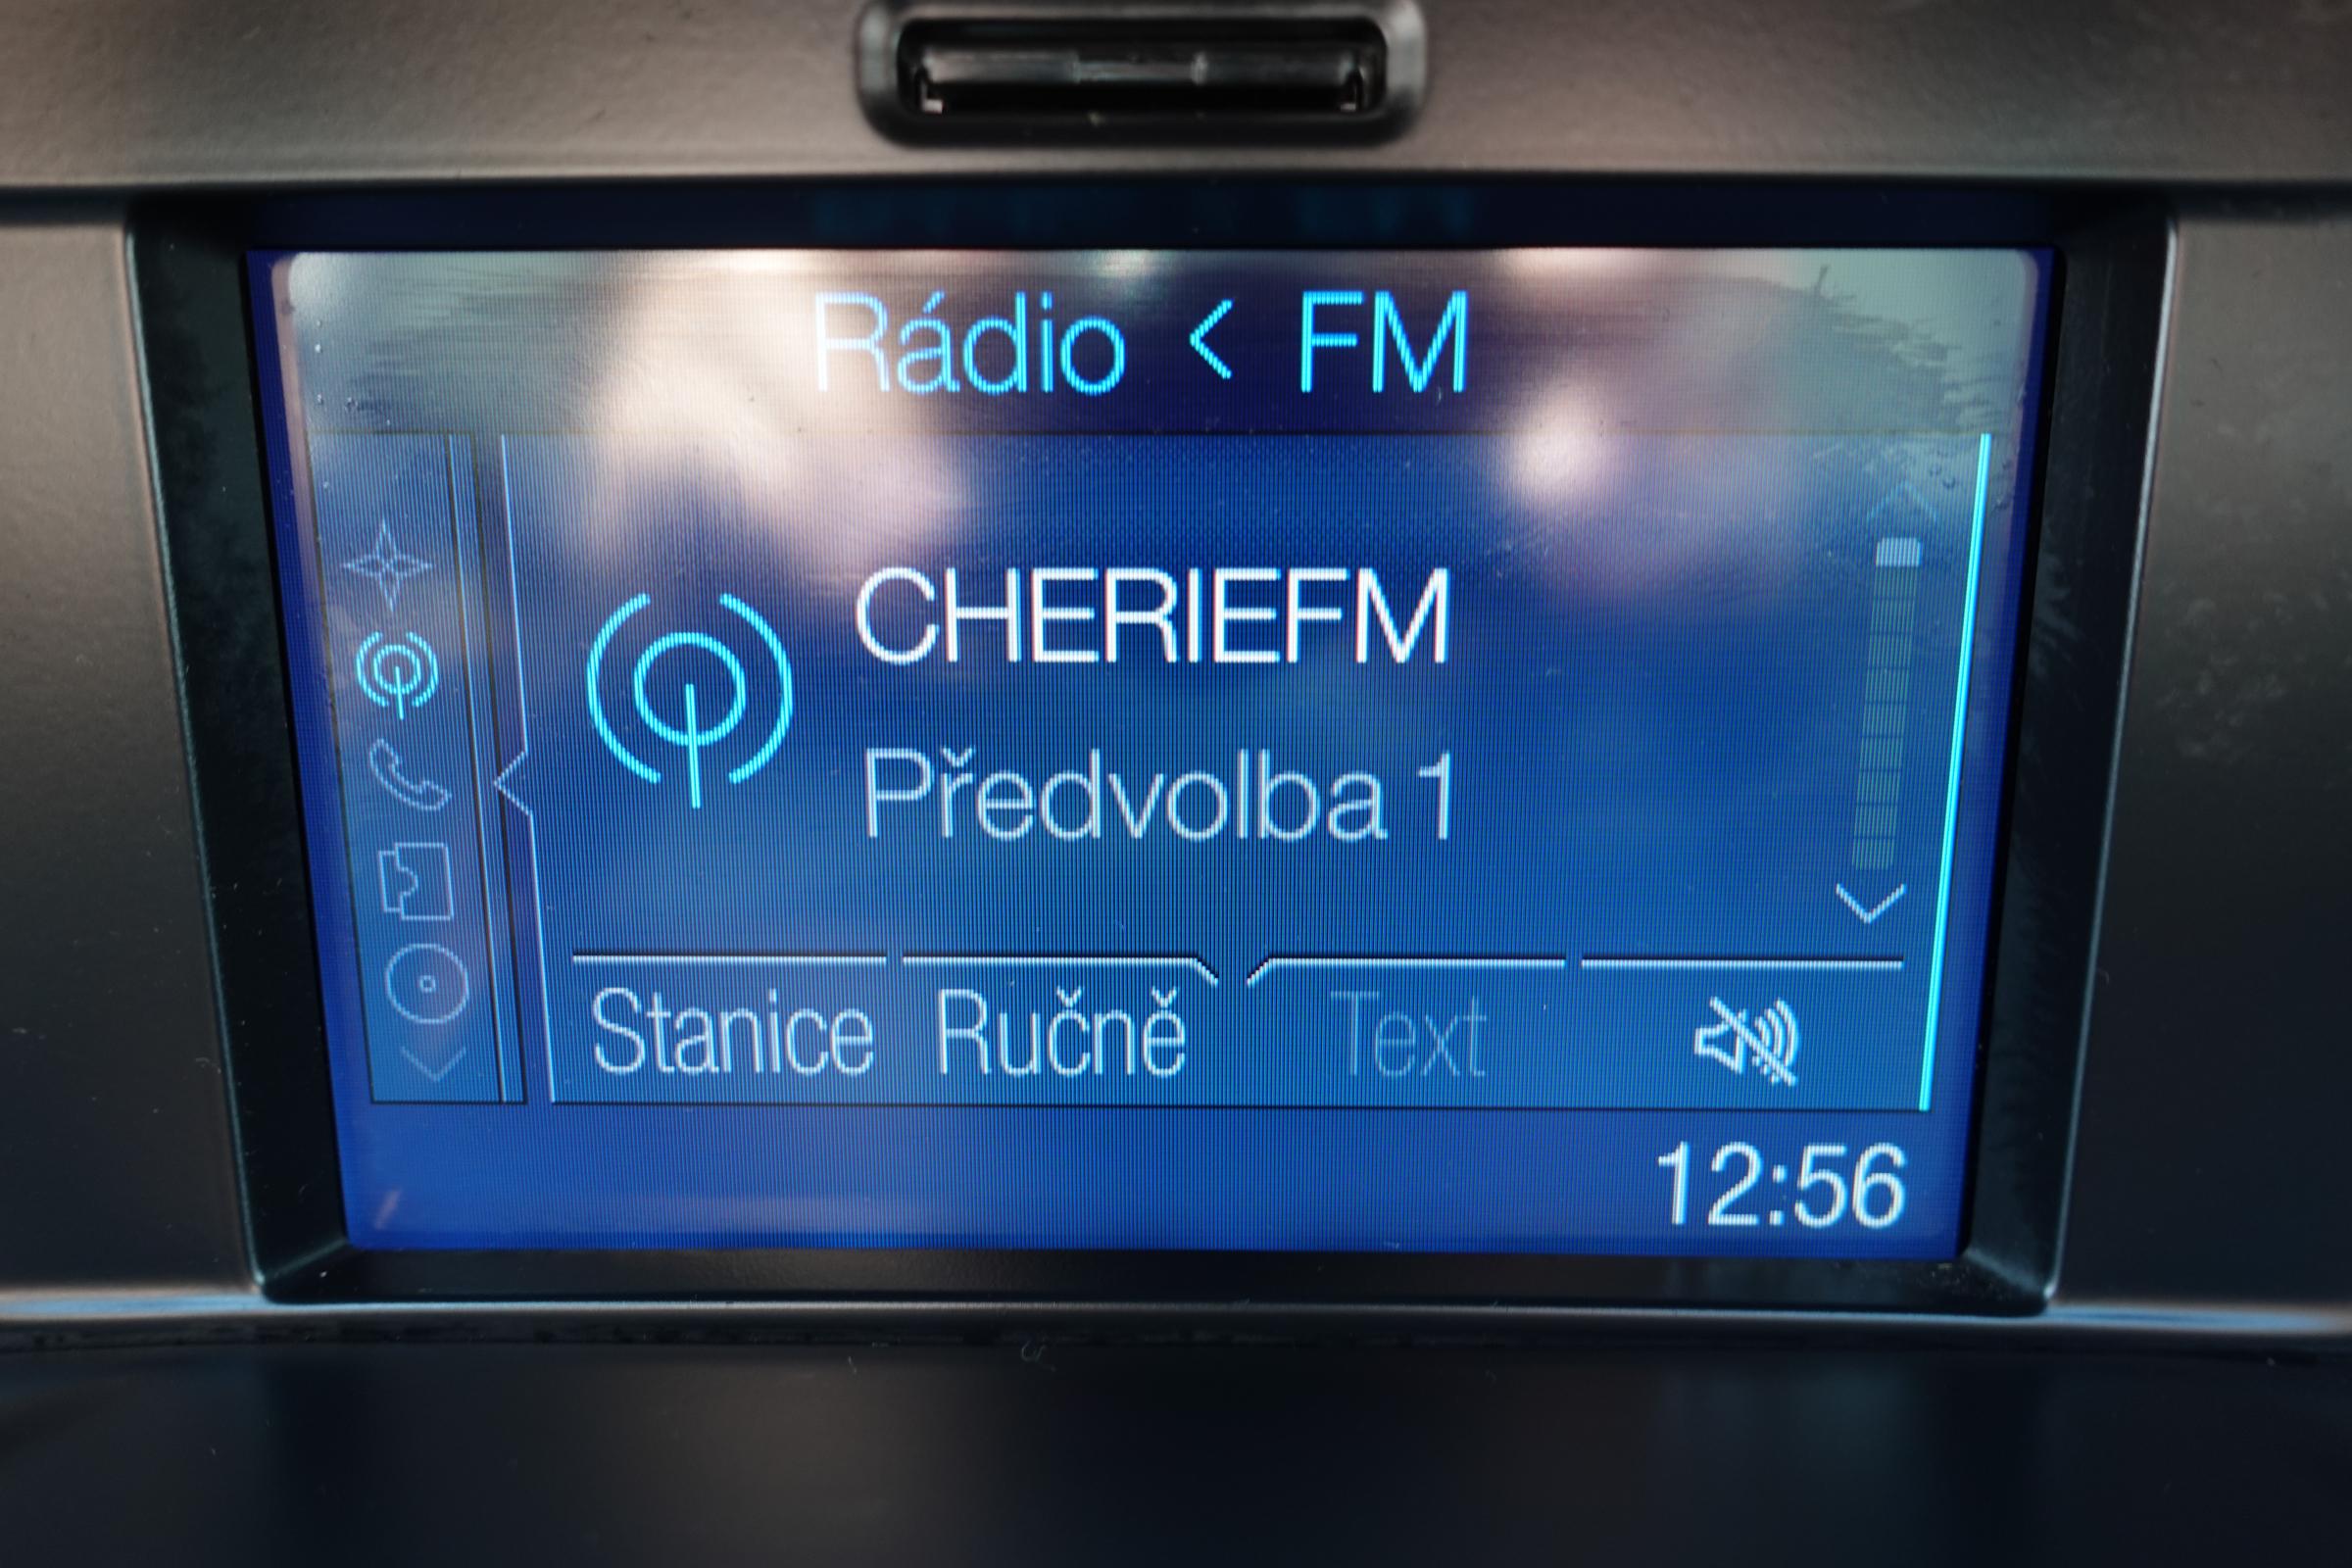 Rádio < FM
CHERIEFM
Předvolba 1
Stanice Ručně Text
12:56